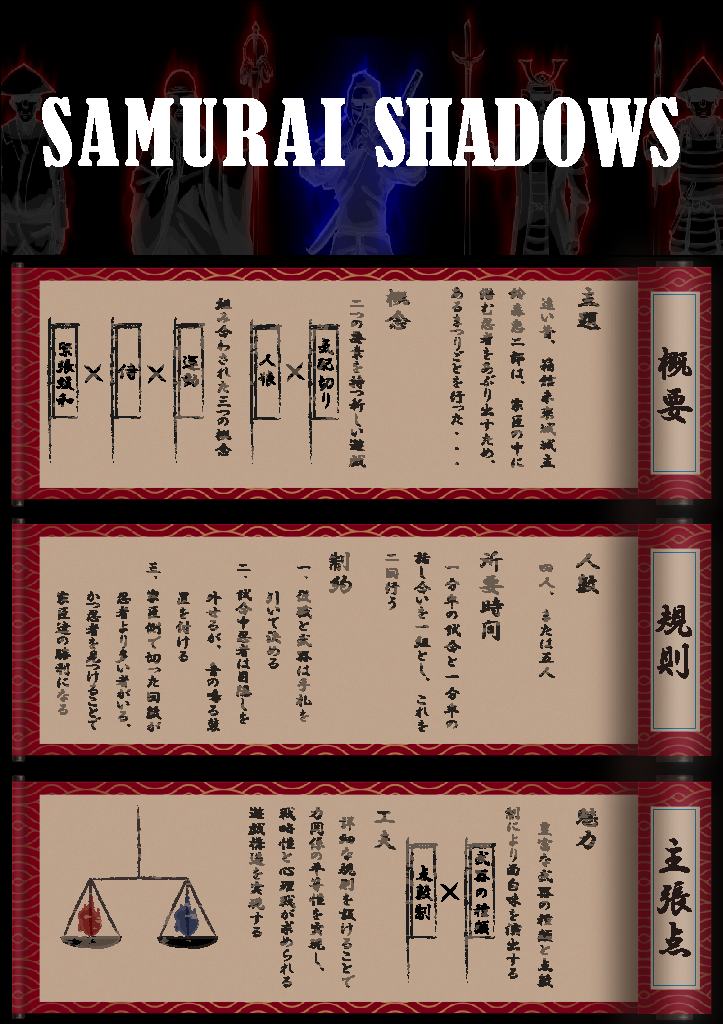 SAMURAI SHADOWS
概要
主題
遠い昔、箱館未来城城主
鈴森恵二郎は、家臣の中に
潜む忍者をあぶり出すため、
あるまつりごとを行った・・
概念
二つの要素を持つ新しい遊戯
気配切り
×
人狼
組み合わされた三つの概念
運動
×
侍
×
緊張緩和
規則
人数
四人、または五人
所要時間
一分半の試合と一分半の
話し合いを一組とし、これを
二回行う
制約
一、役職と武器は手札を
引いて決める
二、試合中忍者は目隠しを
外せるが、音の鳴る装
置を付ける
三、家臣側で切った回数が
忍者より多い者がいる、
かつ忍者を見つけることで
家臣達の勝利になる
主張点
魅力
豊富な武器の種類と点数
制により面白味を演出する
武器の種類
×
点数制
工夫
詳細な規則を設けることで
力関係の平等性を実現し、
戦略性と心理戦が求められる
遊戯構造を実現する